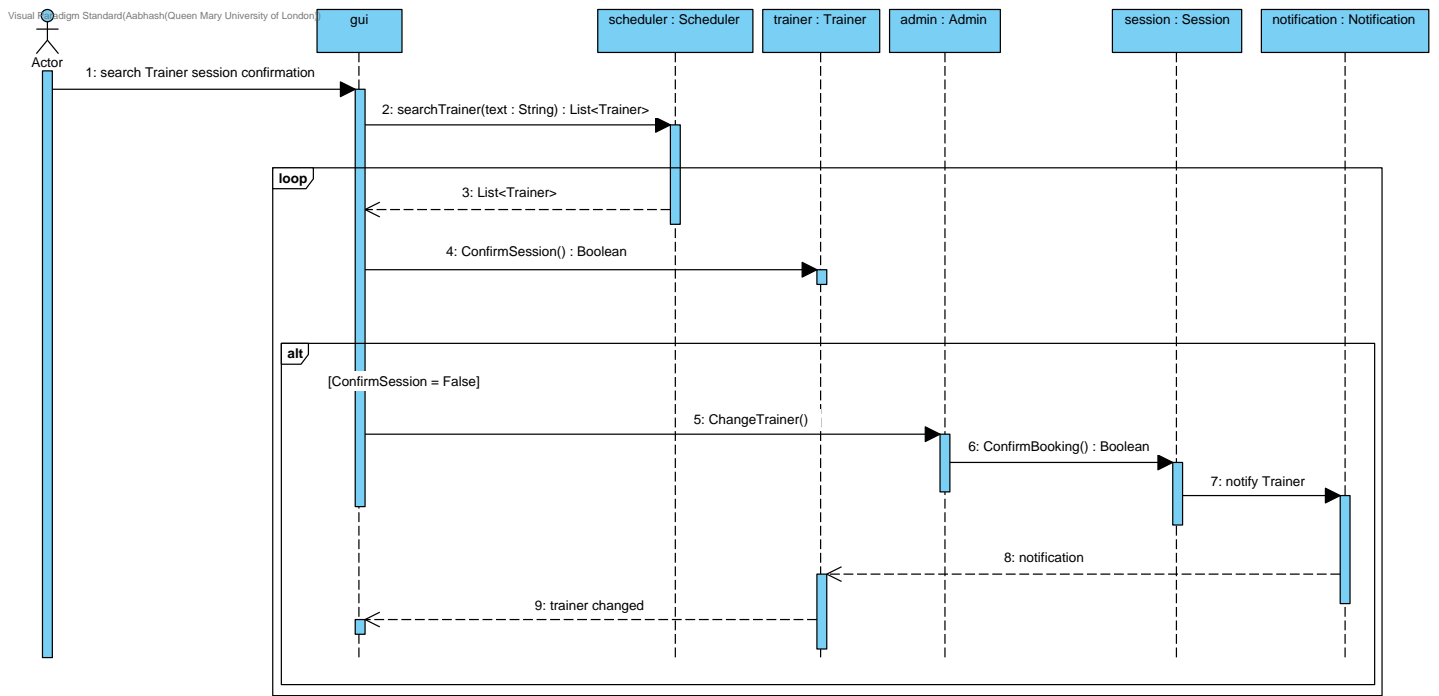 Visual Paradigm Standard(Aabhash(Queen Mary University of London))
Actor
gui
scheduler : Scheduler
trainer : Trainer
admin : Admin
session : Session
notification : Notification
1: search Trainer session confirmation
2: searchTrainer(text : String) : List<Trainer>
loop
3: List<Trainer>
4: ConfirmSession() : Boolean
alt
[ConfirmSession = False]
5: ChangeTrainer()
6: ConfirmBooking() : Boolean
7: notify Trainer
8: notification
9: trainer changed